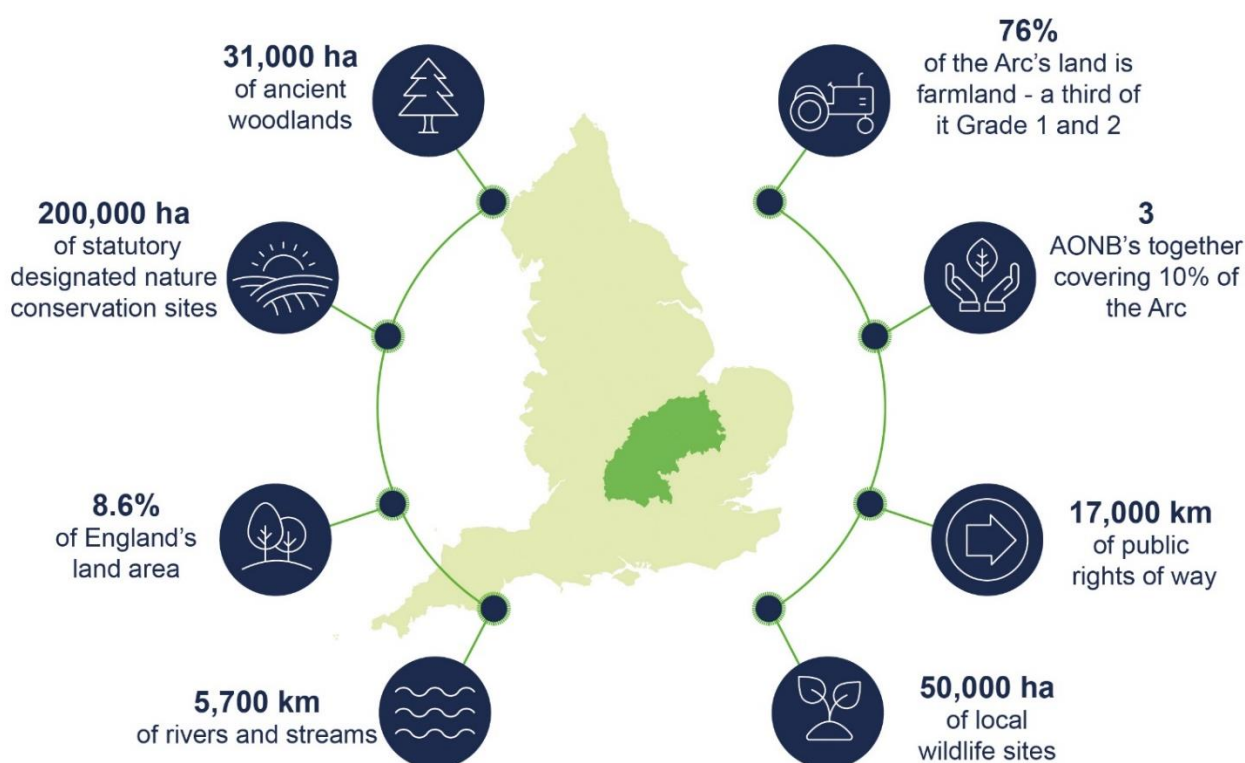 31,000 ha
of ancient
woodlands
200,000 ha
of statutory
designated nature
conservation sites
8.6%
of England's
land area
5,700 km
of rivers and streams
76%
of the Arc's land is
farmland - a third of
it Grade 1 and 2
3
AONB's together
covering 10% of
the Arc
17,000 km
of public
rights of way
50,000 ha
of local
wildlife sites